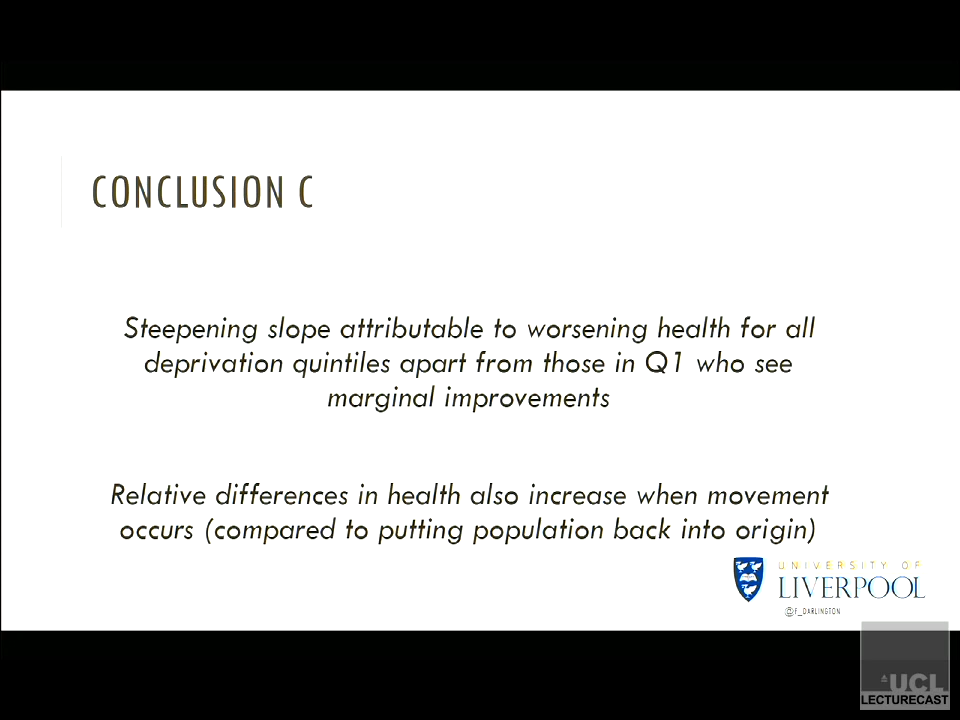 CONCLUSION C
Steepening slope attributable to worsening health for all
deprivation quintiles apart from those in Q1 who see
marginal improvements
Relative differences in health also increase when movement
occurs (compared to putting population back into origin)
UNIVERSITY OF
LIVERPOOL
@F_DARLINGTON
UCL
LECTURECAST